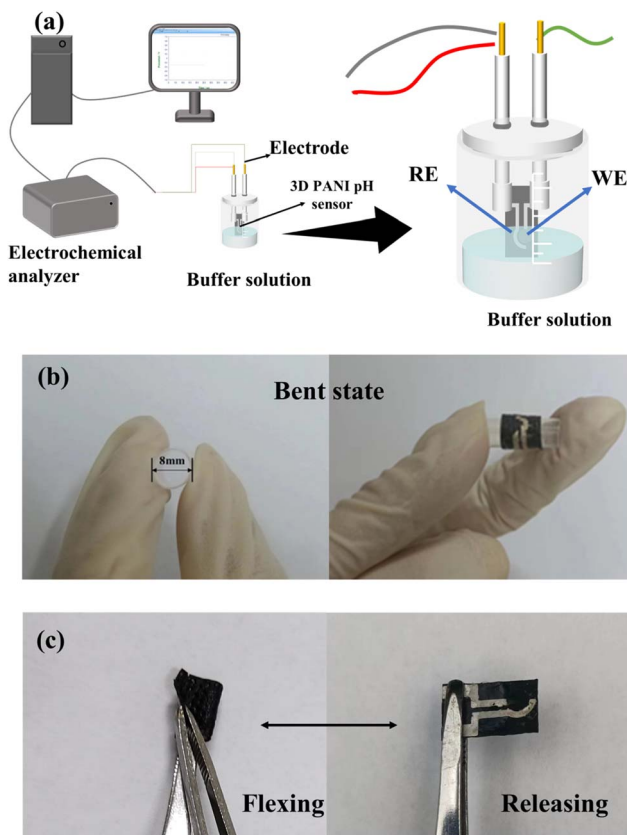 (a)
Electrode
3D PANI pH
sensor
Electrochemical
analyzer
Buffer solution
RE
WE
Buffer solution
(b)
Bent state
8mm
(c)
Flexing
Releasing